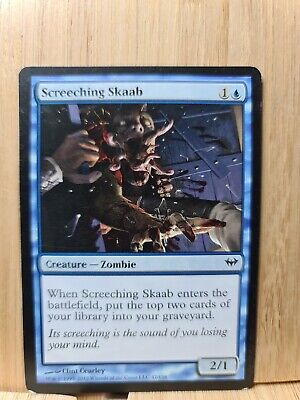 Screeching Skaab 1
Creature — Zombie
When Screeching Skaab enters the
battlefield, put the top two cards of
your library into your graveyard.
Its screeching is the sound of you losing
your mind.
Clint Cearley
2/1